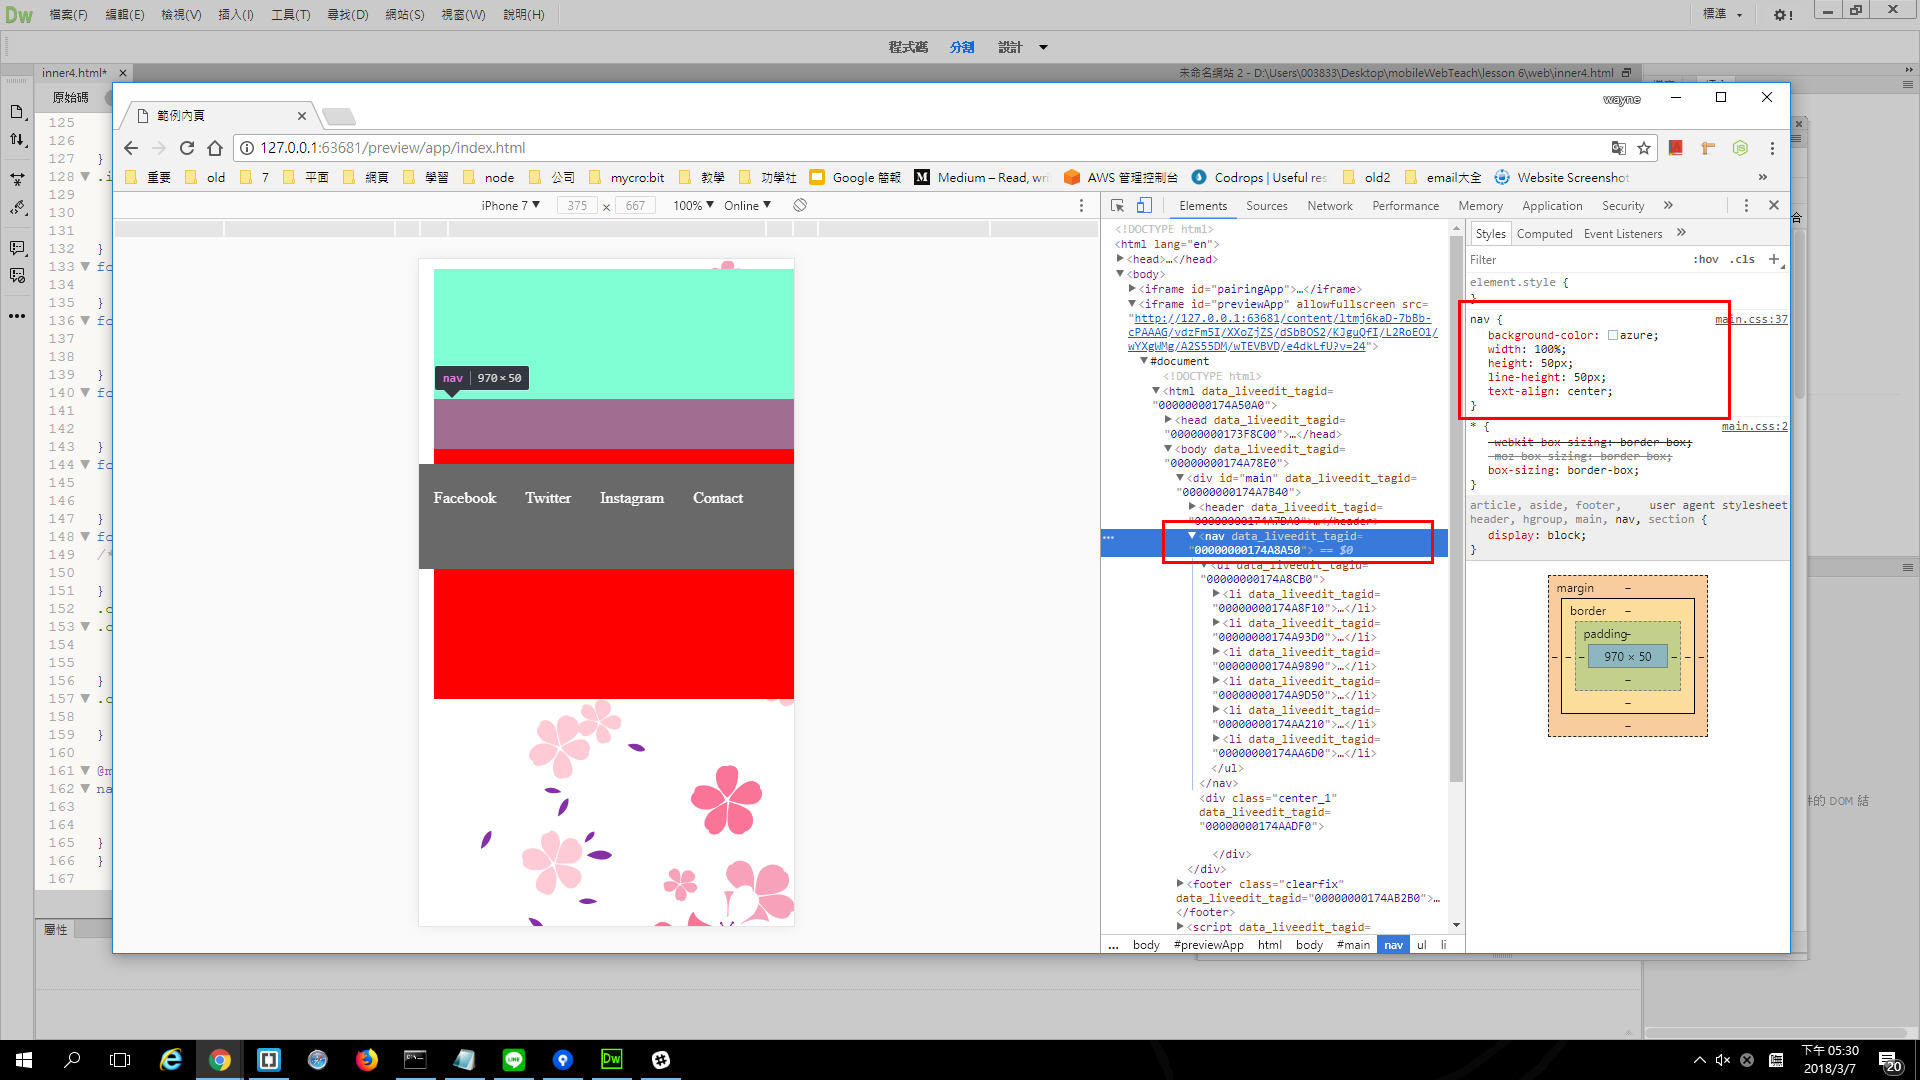 Dw 檔案(F) 編輯(E) 檢視(V) 插入(I) 工具(T) 尋找(D) 網站(S) 視窗(W) 說明(H) 標準
程式碼 分割 設計
inner4.html* 未命名網站 2 - D:\Users\003833\Desktop\mobileWebTeach\lesson 6\web\inner4.html
原始碼
wayne
範例內頁
127.0.0.1:63681/preview/app/index.html
重要 old 7 平面 網頁 學習 node 公司 mycro:bit 教學 功學社 Google 簡報 Medium – Read, wri AWS 管理控制台 Codrops | Useful res old2 email大全 Website Screenshot »
iPhone 7 375 x 667 100% Online
Elements Sources Network Performance Memory Application Security »
125
126
127 }
128 .i
129
130
131
132 }
133 fo
134
135 }
136 fo
137
138
139 }
140 fo
141
142
143 }
144 fo
145
146
147 }
148 fo
149 /*
150
151 }
152 .c
153 .c
154
155
156 }
157 .c
158
159 }
160
161 @m
162 na
163
164
165 }
166 }
167
屬性
nav 970 × 50
Facebook Twitter Instagram Contact
<!DOCTYPE html>
<html lang="en">
<head>…</head>
<body>
<iframe id="pairingApp">…</iframe>
<iframe id="previewApp" allowfullscreen src=
"http://127.0.0.1:63681/content/ltmj6kaD-7bBb-
cPAAAG/vdzFm5I/XXoZjZS/dSbBOS2/KJguQfI/L2RoEO1/
wYXgWMg/A2S55DM/wTEVBVD/e4dkLfU?v=24">
#document
<!DOCTYPE html>
<html data_liveedit_tagid=
"00000000174A50A0">
<head data_liveedit_tagid=
"00000000173F8C00">…</head>
<body data_liveedit_tagid=
"00000000174A78E0">
<div id="main" data_liveedit_tagid=
"00000000174A7B40">
<header data_liveedit_tagid=
"00000000174A7DA0">…</header>
<nav data_liveedit_tagid=
"00000000174A8A50"> == $0
<ul data_liveedit_tagid=
"00000000174A8CB0">
<li data_liveedit_tagid=
"00000000174A8F10">…</li>
<li data_liveedit_tagid=
"00000000174A93D0">…</li>
<li data_liveedit_tagid=
"00000000174A9890">…</li>
<li data_liveedit_tagid=
"00000000174A9D50">…</li>
<li data_liveedit_tagid=
"00000000174AA210">…</li>
<li data_liveedit_tagid=
"00000000174AA6D0">…</li>
</ul>
</nav>
<div class="center_1"
data_liveedit_tagid=
"00000000174AADF0">
</div>
</div>
<footer class="clearfix"
data_liveedit_tagid="00000000174AB2B0">…
</footer>
<script data_liveedit_tagid=
... body #previewApp html body #main nav ul li
Styles Computed Event Listeners »
Filter :hov .cls +
element.style {
}
nav { main.css:37
background-color: azure;
width: 100%;
height: 50px;
line-height: 50px;
text-align: center;
}
* { main.css:2
-webkit-box-sizing: border-box;
-moz-box-sizing: border-box;
box-sizing: border-box;
}
article, aside, footer, user agent stylesheet
header, hgroup, main, nav, section {
display: block;
}
margin –
border –
padding –
– – – 970 × 50 – – –
–
–
–
合
件的 DOM 結
Dw
下午 05:30
2018/3/7
20